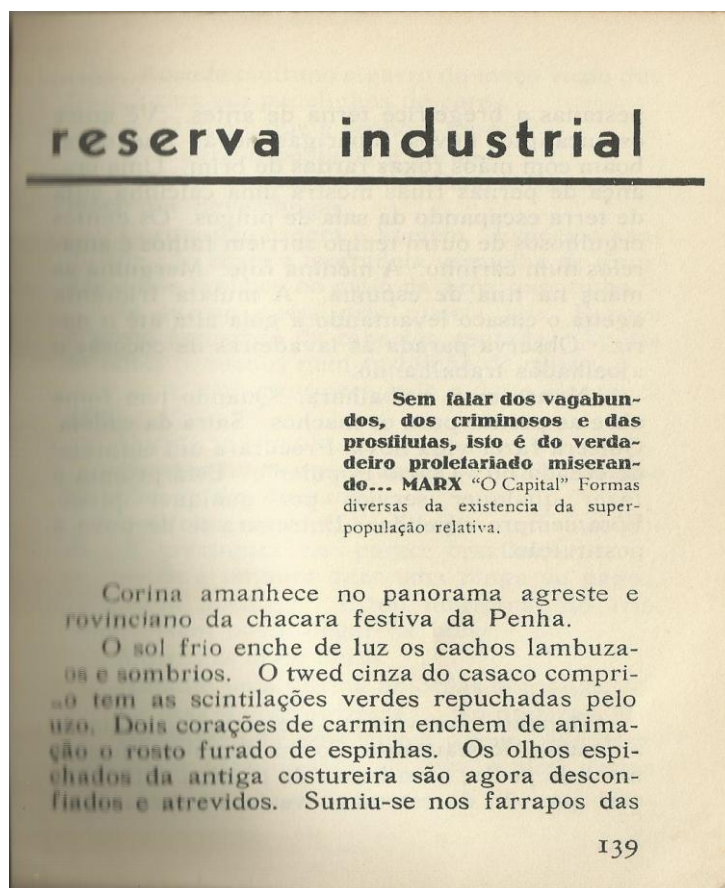 reserva industrial
Sem falar dos vagabun-
dos, dos criminosos e das
prostitutas, isto é do verda-
deiro proletariado miseran-
do... MARX "O Capital" Formas
diversas da existencia da super-
população relativa.
Corina amanhece no panorama agreste e
rovinciano da chacara festiva da Penha.
O sol frio enche de luz os cachos lambuza-
os e sombrios. O twed cinza do casaco compri-
o tem as scintilações verdes repuchadas pelo
uzo. Dois corações de carmin enchem de anima-
ção o rosto furado de espinhas. Os olhos espi-
chados da antiga costureira são agora descon-
fiados e atrevidos. Sumiu-se nos farrapos das
139